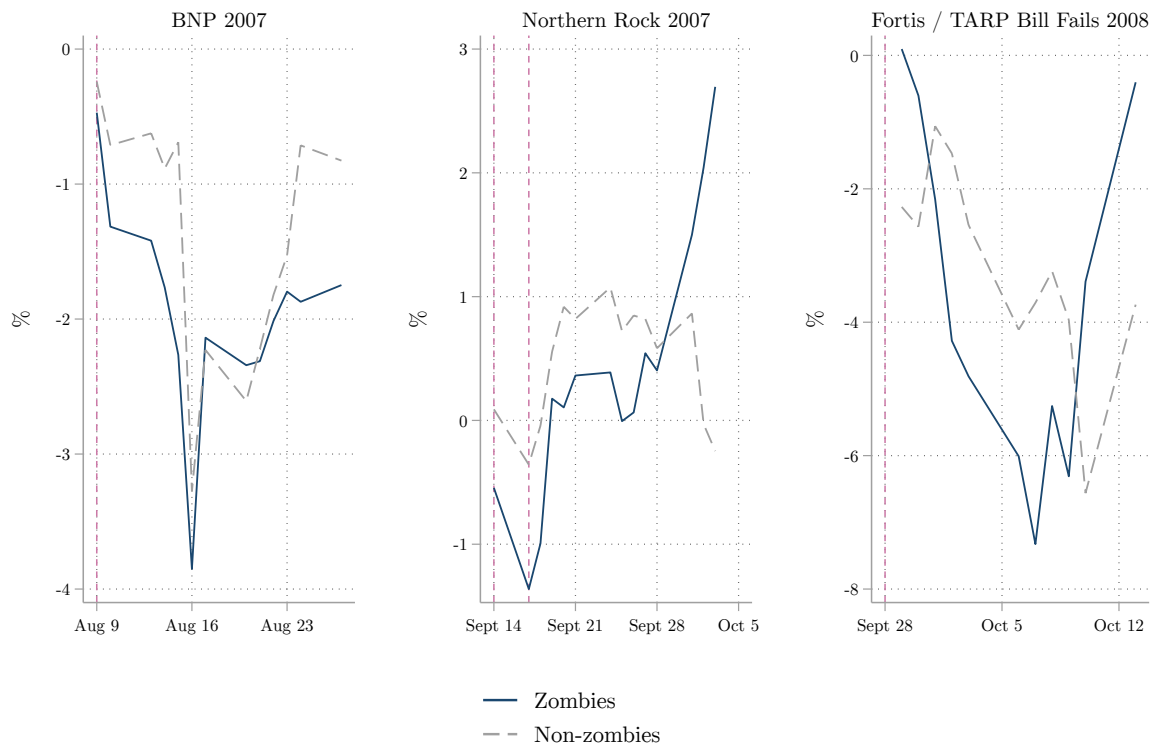 BNP 2007
%
0
-1
-2
-3
-4
Aug 9 Aug 16 Aug 23
Northern Rock 2007
%
3
2
1
0
-1
Sept 14 Sept 21 Sept 28 Oct 5
Fortis / TARP Bill Fails 2008
%
0
-2
-4
-6
-8
Sept 28 Oct 5 Oct 12
Zombies
Non-zombies